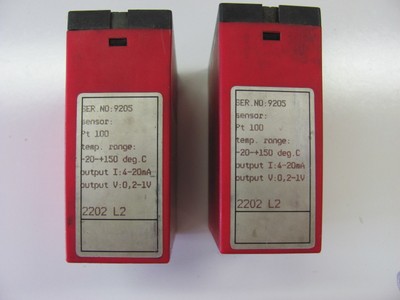 SER.NO:9205
sensor:
Pt 100
temp. range:
-20-+150 deg.C
output I:4-20mA
output V:0,2-1V
2202 L2
SER.NO:9205
sensor:
Pt 100
temp. range:
-20-+150 deg.C
output I:4-20mA
output V:0,2-1V
2202 L2